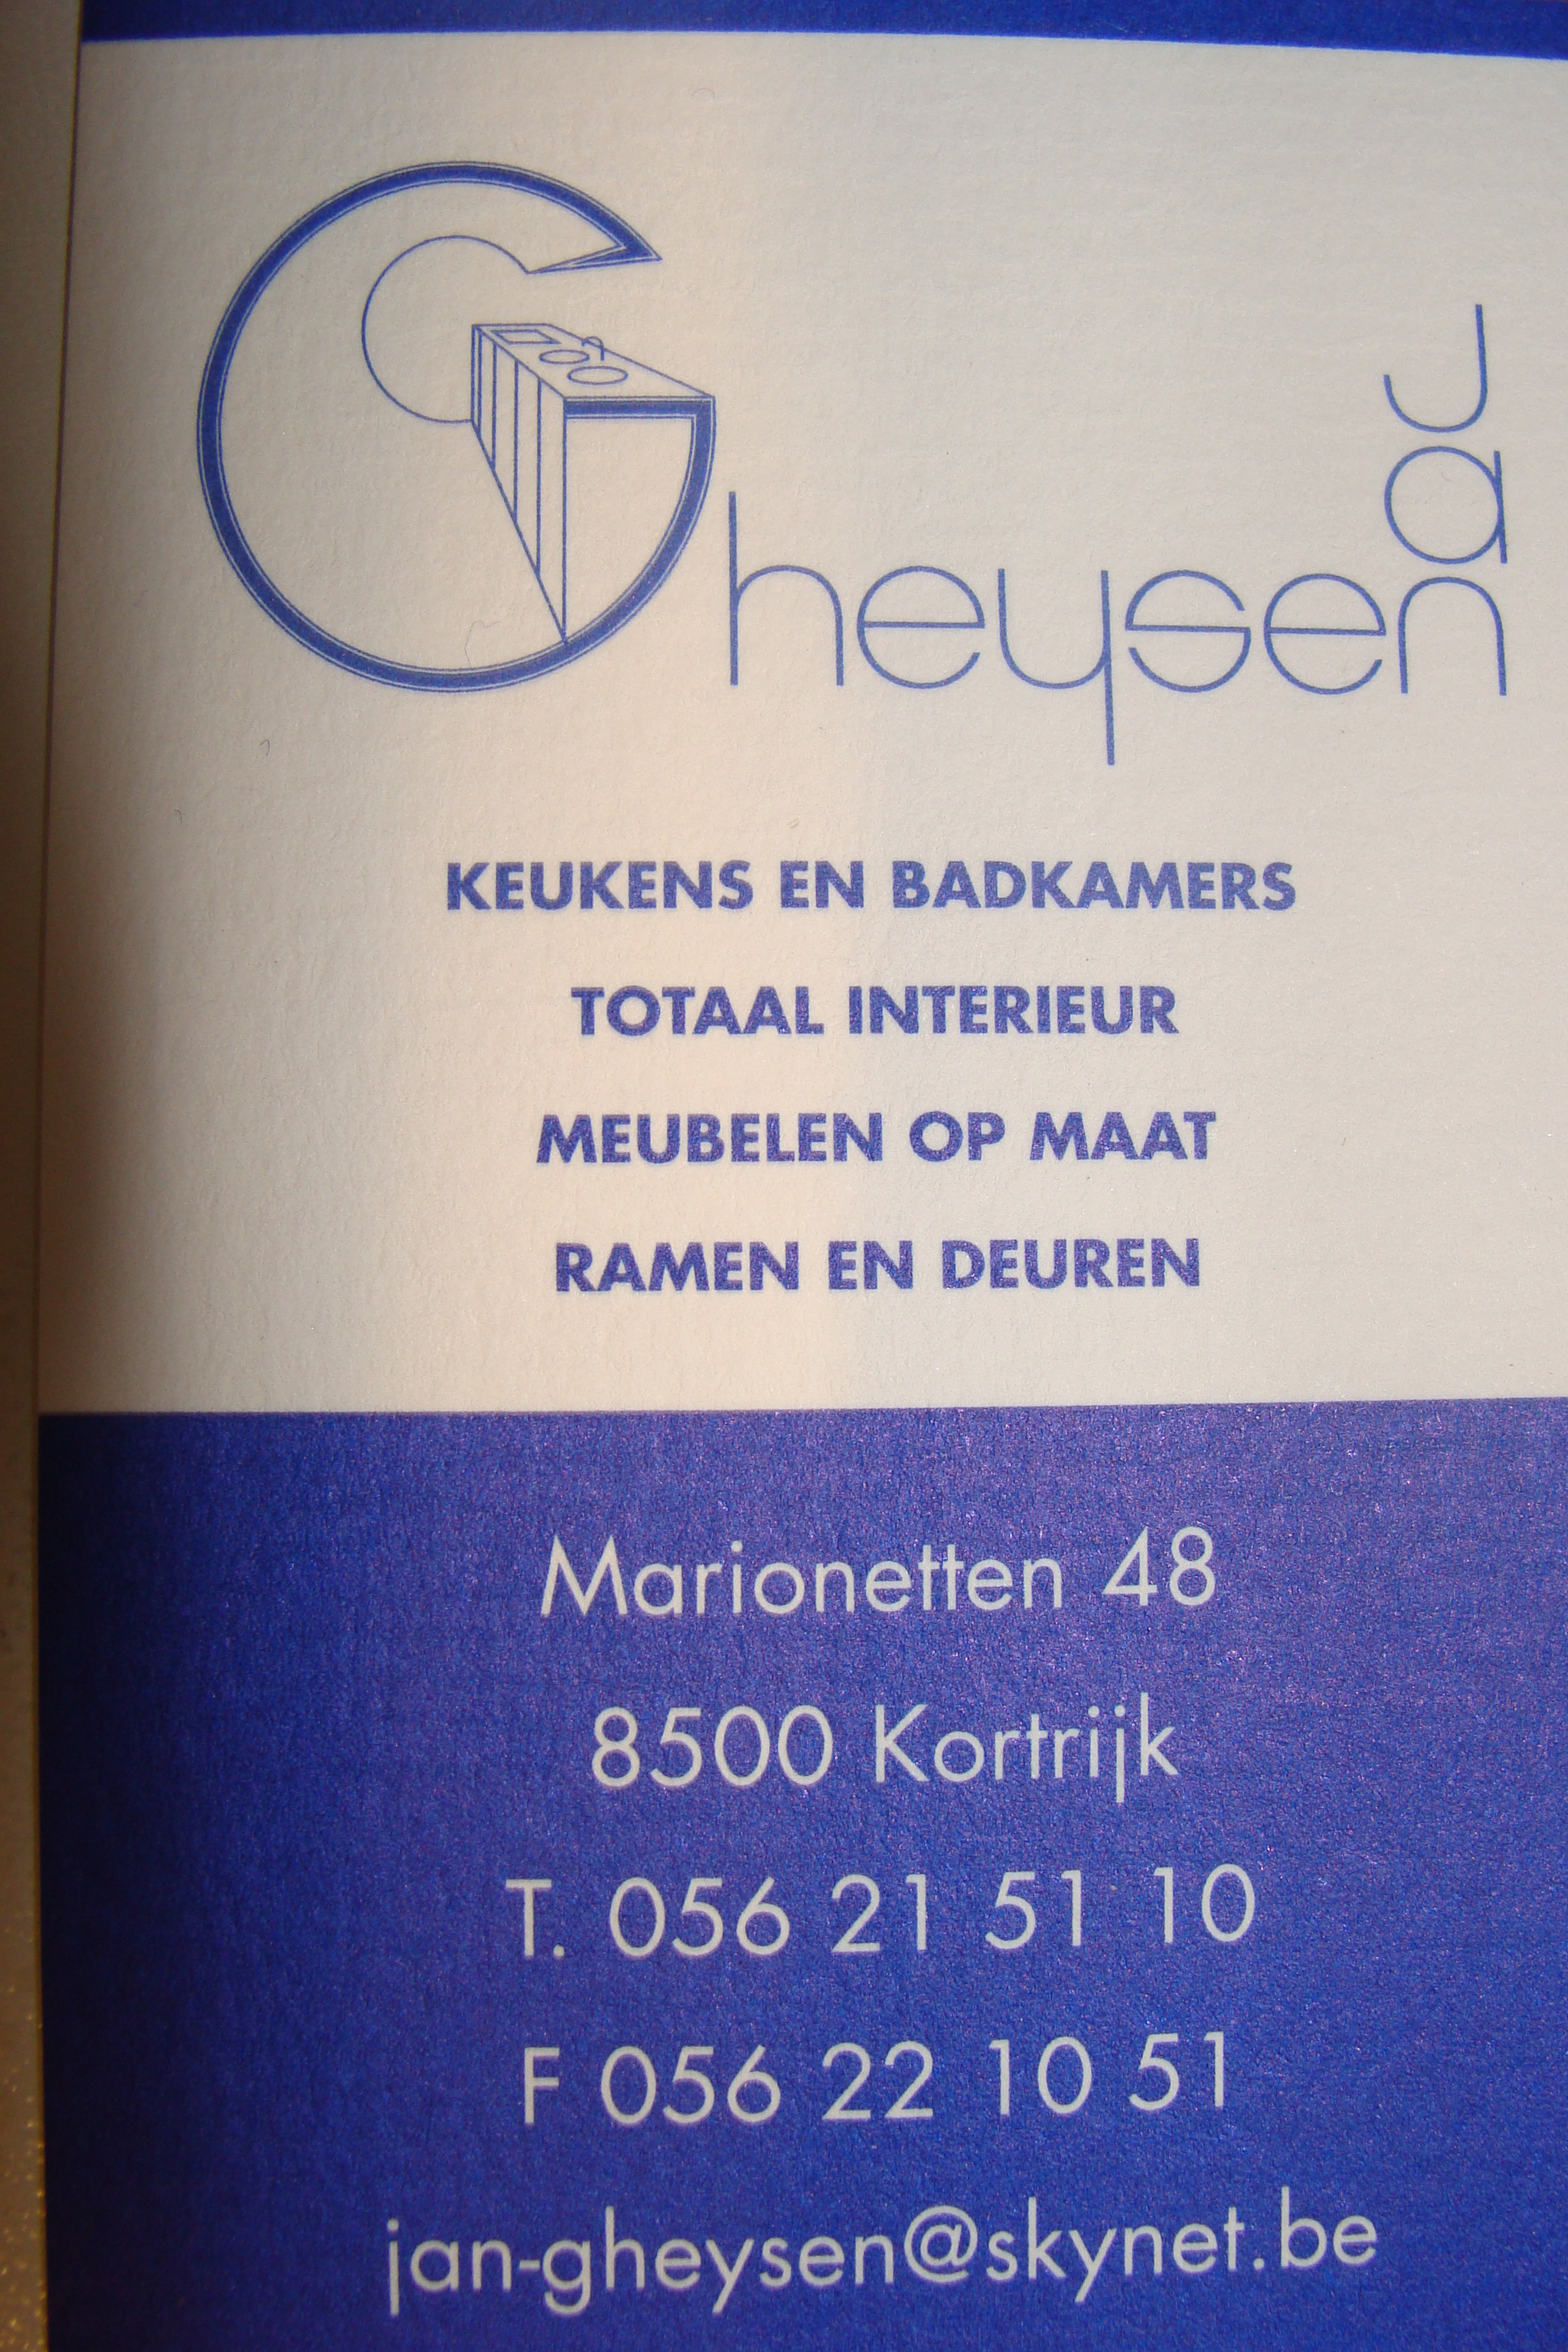 Jan
Gheysen
KEUKENS EN BADKAMERS
TOTAAL INTERIEUR
MEUBELEN OP MAAT
RAMEN EN DEUREN
Marionetten 48
8500 Kortrijk
T. 056 21 51 10
F 056 22 10 51
jan-gheysen@skynet.be